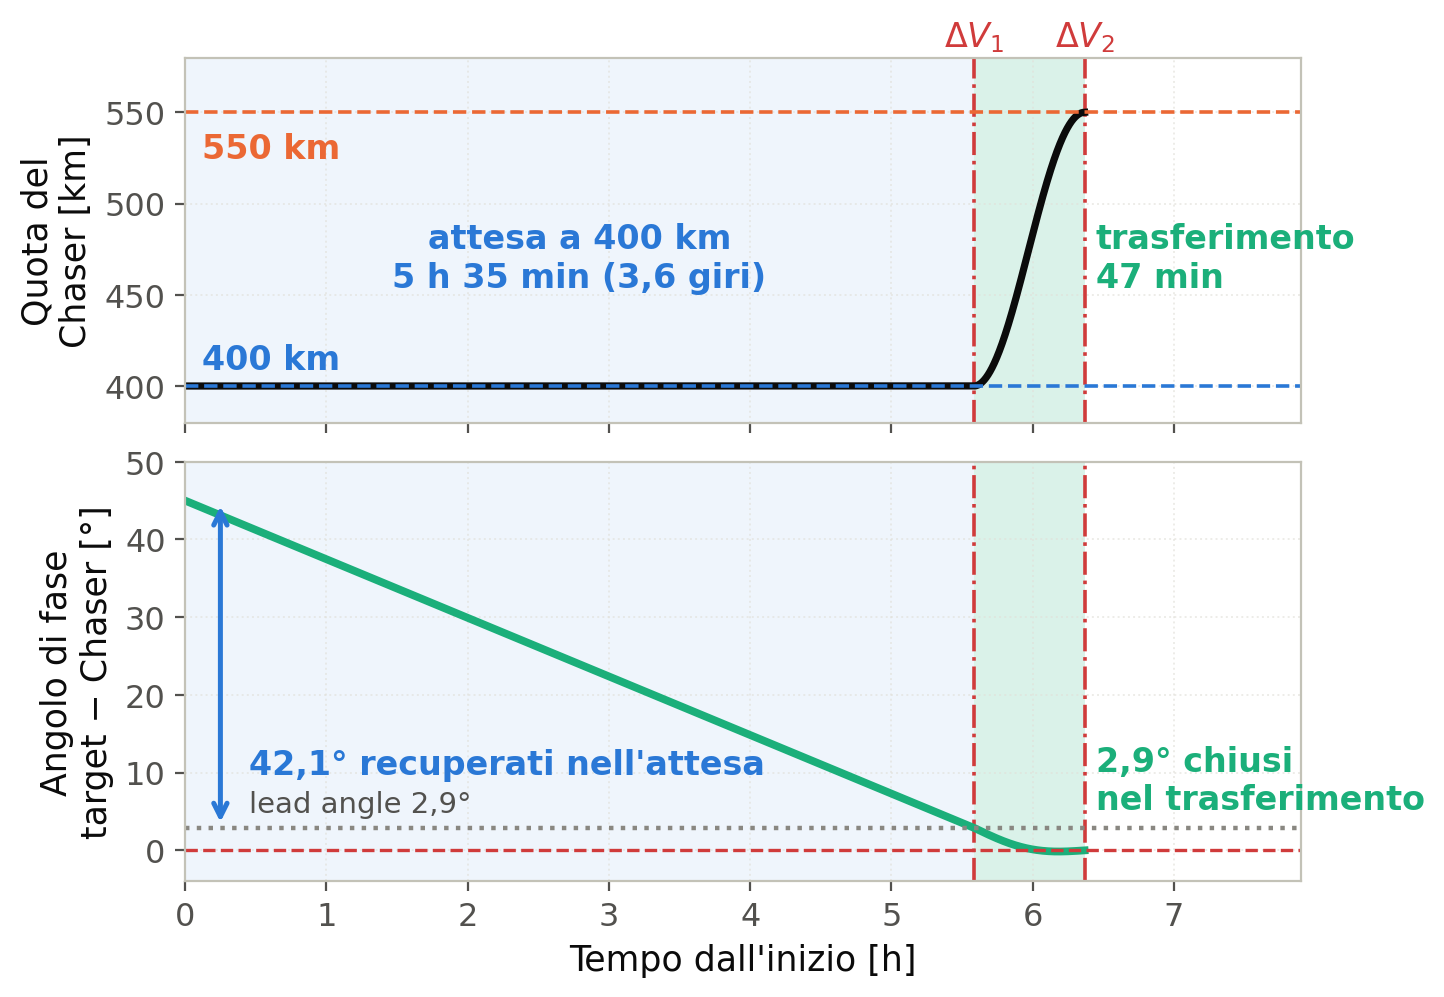 ΔV1 ΔV2
Quota del
Chaser [km]
550
500
450
400
550 km
attesa a 400 km
5 h 35 min (3,6 giri)
400 km
trasferimento
47 min
Angolo di fase
target − Chaser [°]
50
40
30
20
10
0
42,1° recuperati nell'attesa
lead angle 2,9°
2,9° chiusi
nel trasferimento
0 1 2 3 4 5 6 7
Tempo dall'inizio [h]